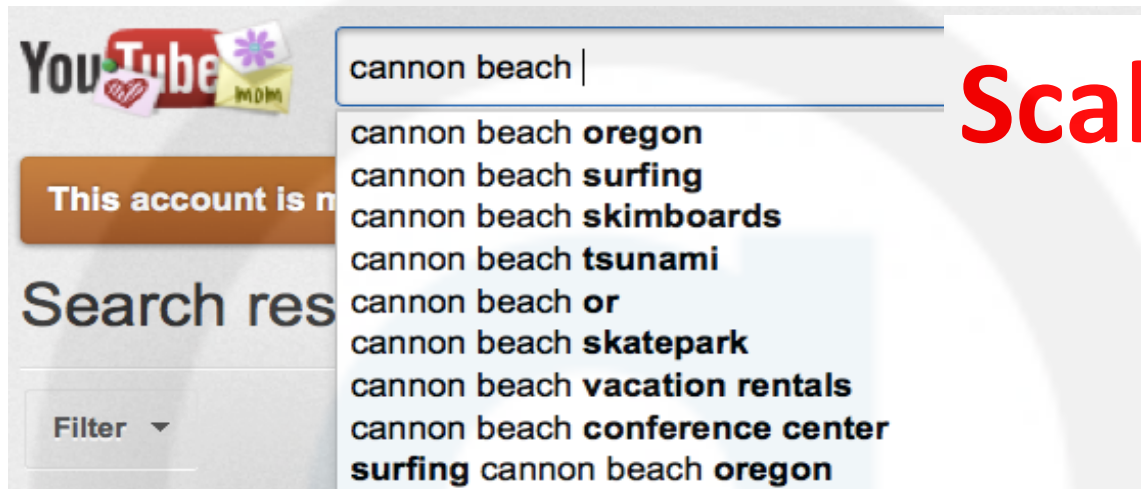 YouTube
mom
cannon beach
Scal
cannon beach oregon
cannon beach surfing
This account is m
cannon beach skimboards
cannon beach tsunami
Search res
cannon beach or
cannon beach skatepark
cannon beach vacation rentals
Filter
cannon beach conference center
surfing cannon beach oregon